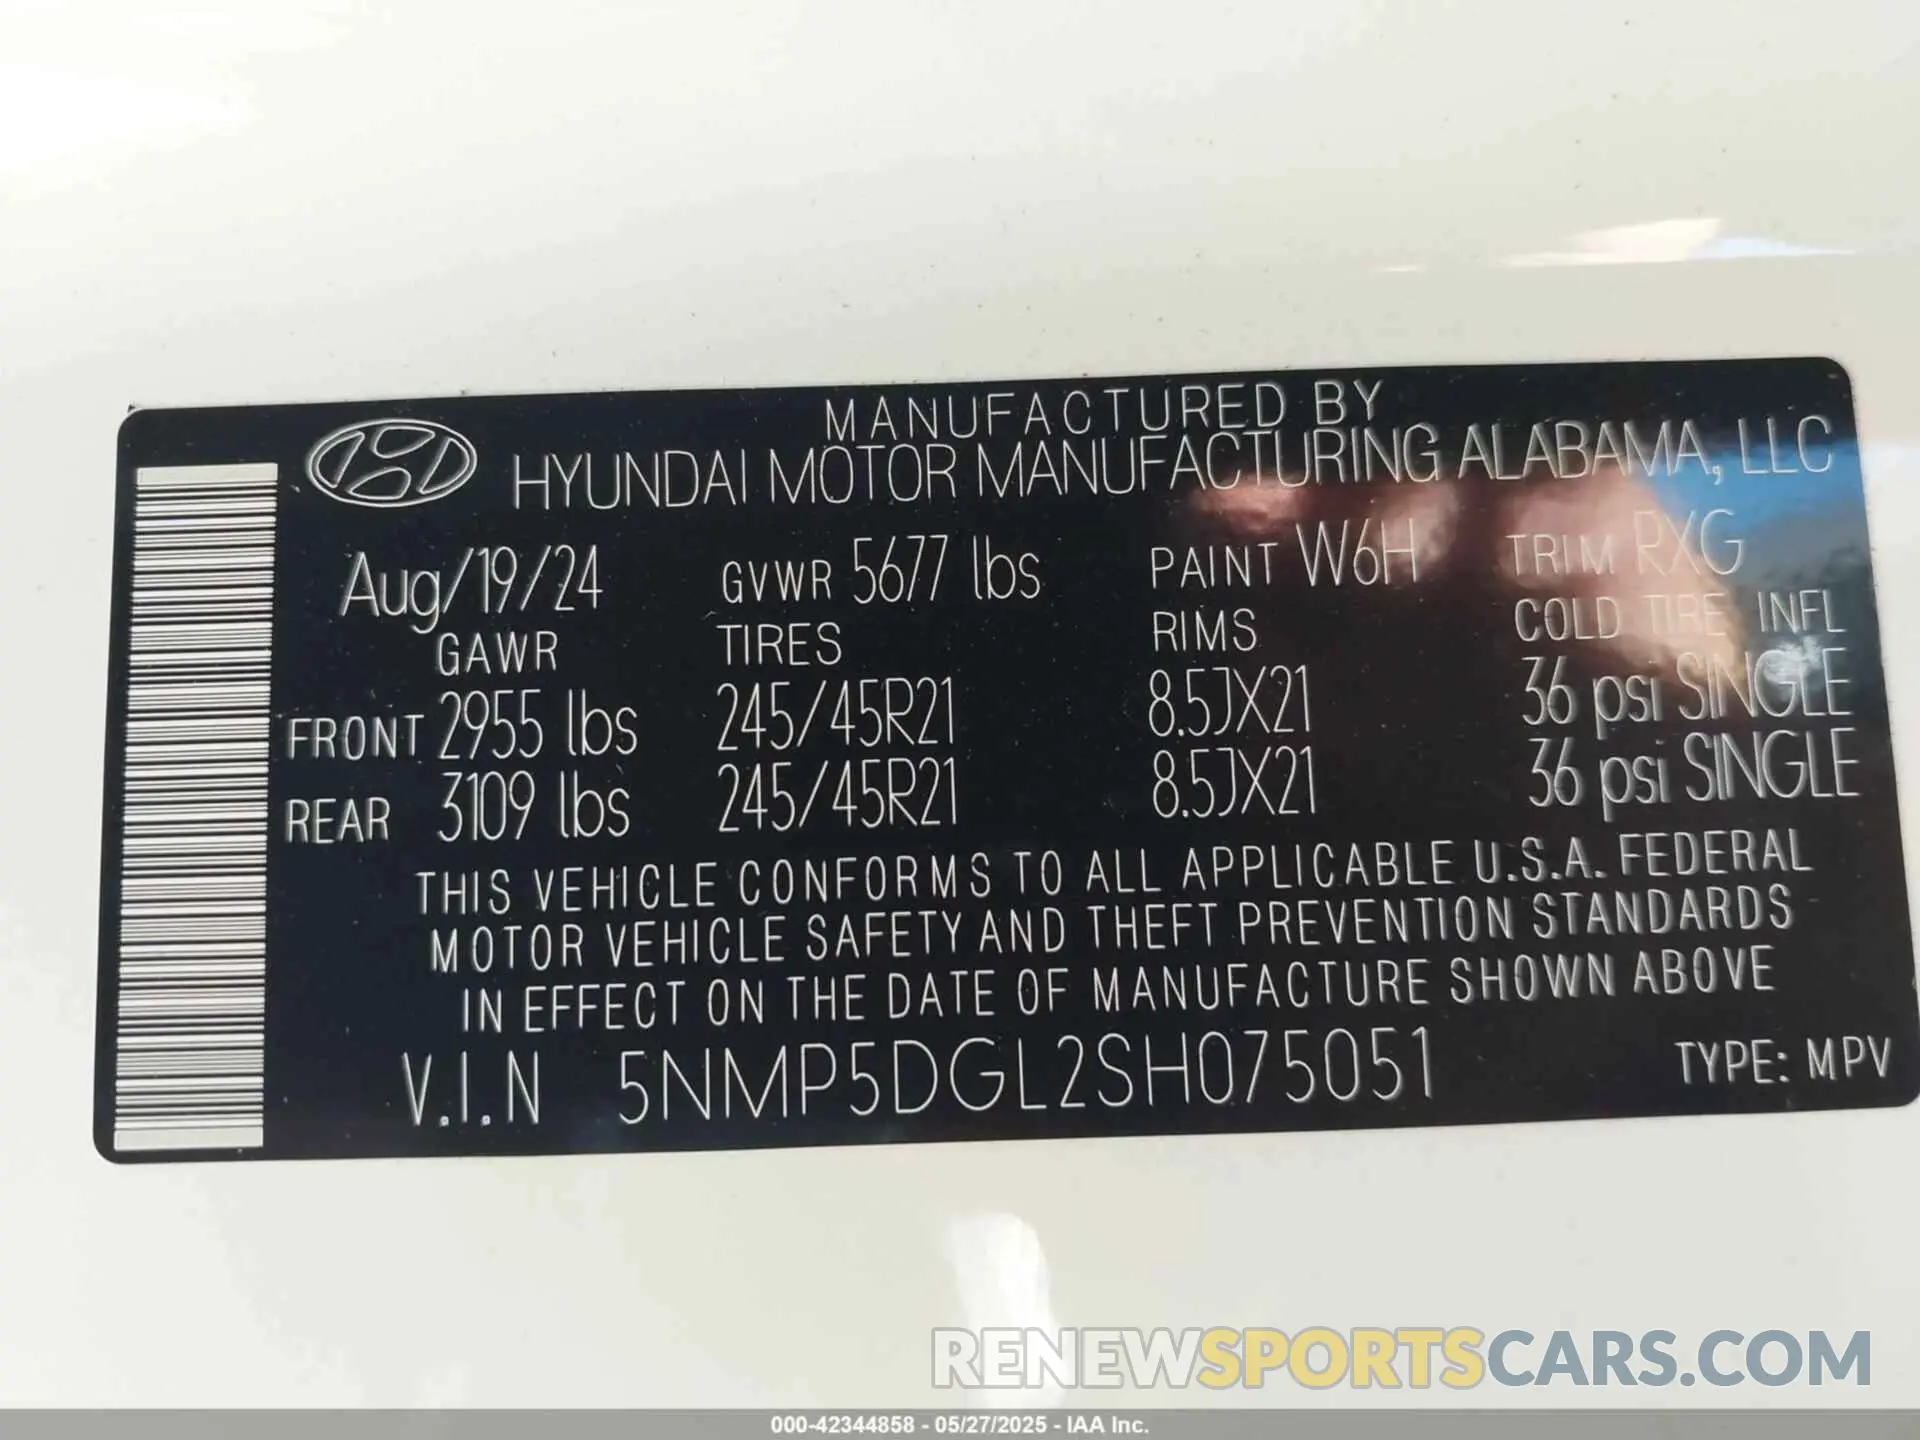 MANUFACTURED BY
HYUNDAI MOTOR MANUFACTURING ALABAMA, LLC
Aug/19/24 GVWR 5677 lbs PAINT W6H TRIM RXG
GAWR TIRES RIMS COLD TIRE INFL
FRONT 2955 lbs 245/45R21 8.5JX21 36 psi SINGLE
REAR 3109 lbs 245/45R21 8.5JX21 36 psi SINGLE
THIS VEHICLE CONFORMS TO ALL APPLICABLE U.S.A. FEDERAL
MOTOR VEHICLE SAFETY AND THEFT PREVENTION STANDARDS
IN EFFECT ON THE DATE OF MANUFACTURE SHOWN ABOVE
V.I.N 5NMP5DGL2SH075051 TYPE: MPV
RENEWSPORTSCARS.COM
000-42344858 - 05/27/2025 - IAA Inc.